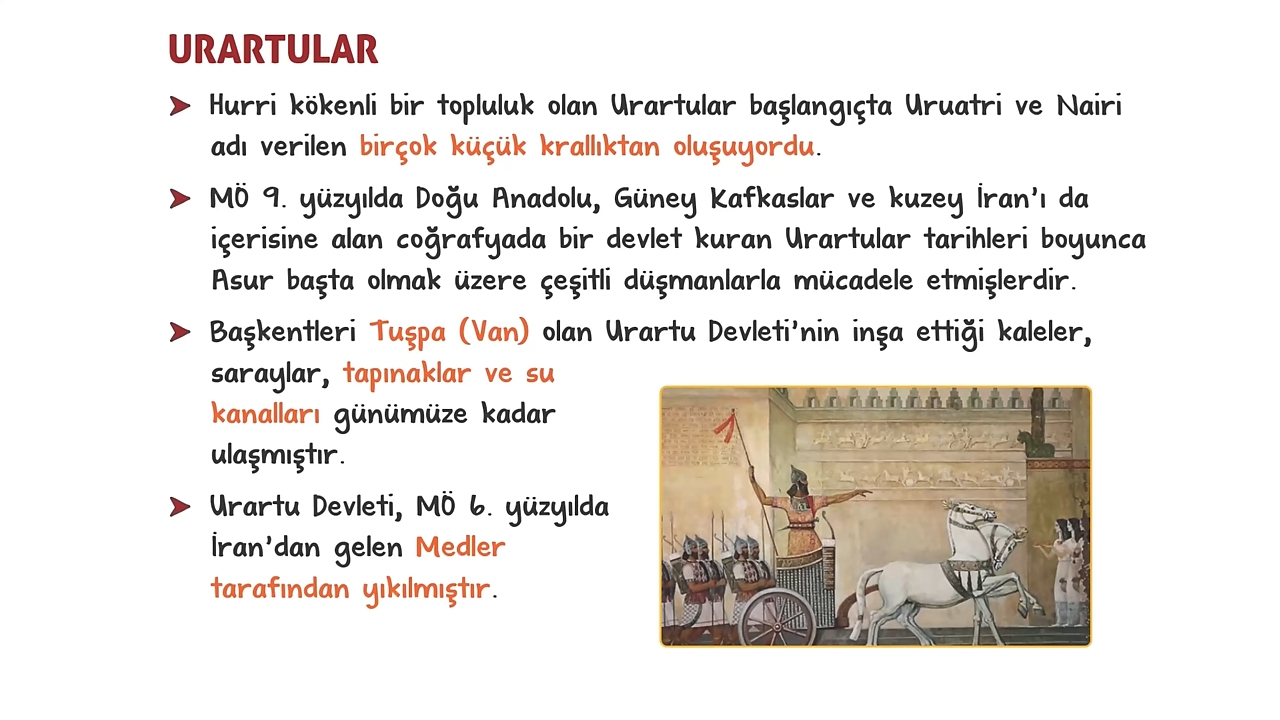 URARTULAR
➤ Hurri kökenli bir topluluk olan Urartular başlangıçta Uruatri ve Nairi
adı verilen birçok küçük krallıktan oluşuyordu.
➤ MÖ 9. yüzyılda Doğu Anadolu, Güney Kafkaslar ve kuzey İran'ı da
içerisine alan coğrafyada bir devlet kuran Urartular tarihleri boyunca
Asur başta olmak üzere çeşitli düşmanlarla mücadele etmişlerdir.
➤ Başkentleri Tuşpa (Van) olan Urartu Devleti'nin inşa ettiği kaleler,
saraylar, tapınaklar ve su
kanalları günümüze kadar
ulaşmıştır.
➤ Urartu Devleti, MÖ 6. yüzyılda
İran'dan gelen Medler
tarafından yıkılmıştır.